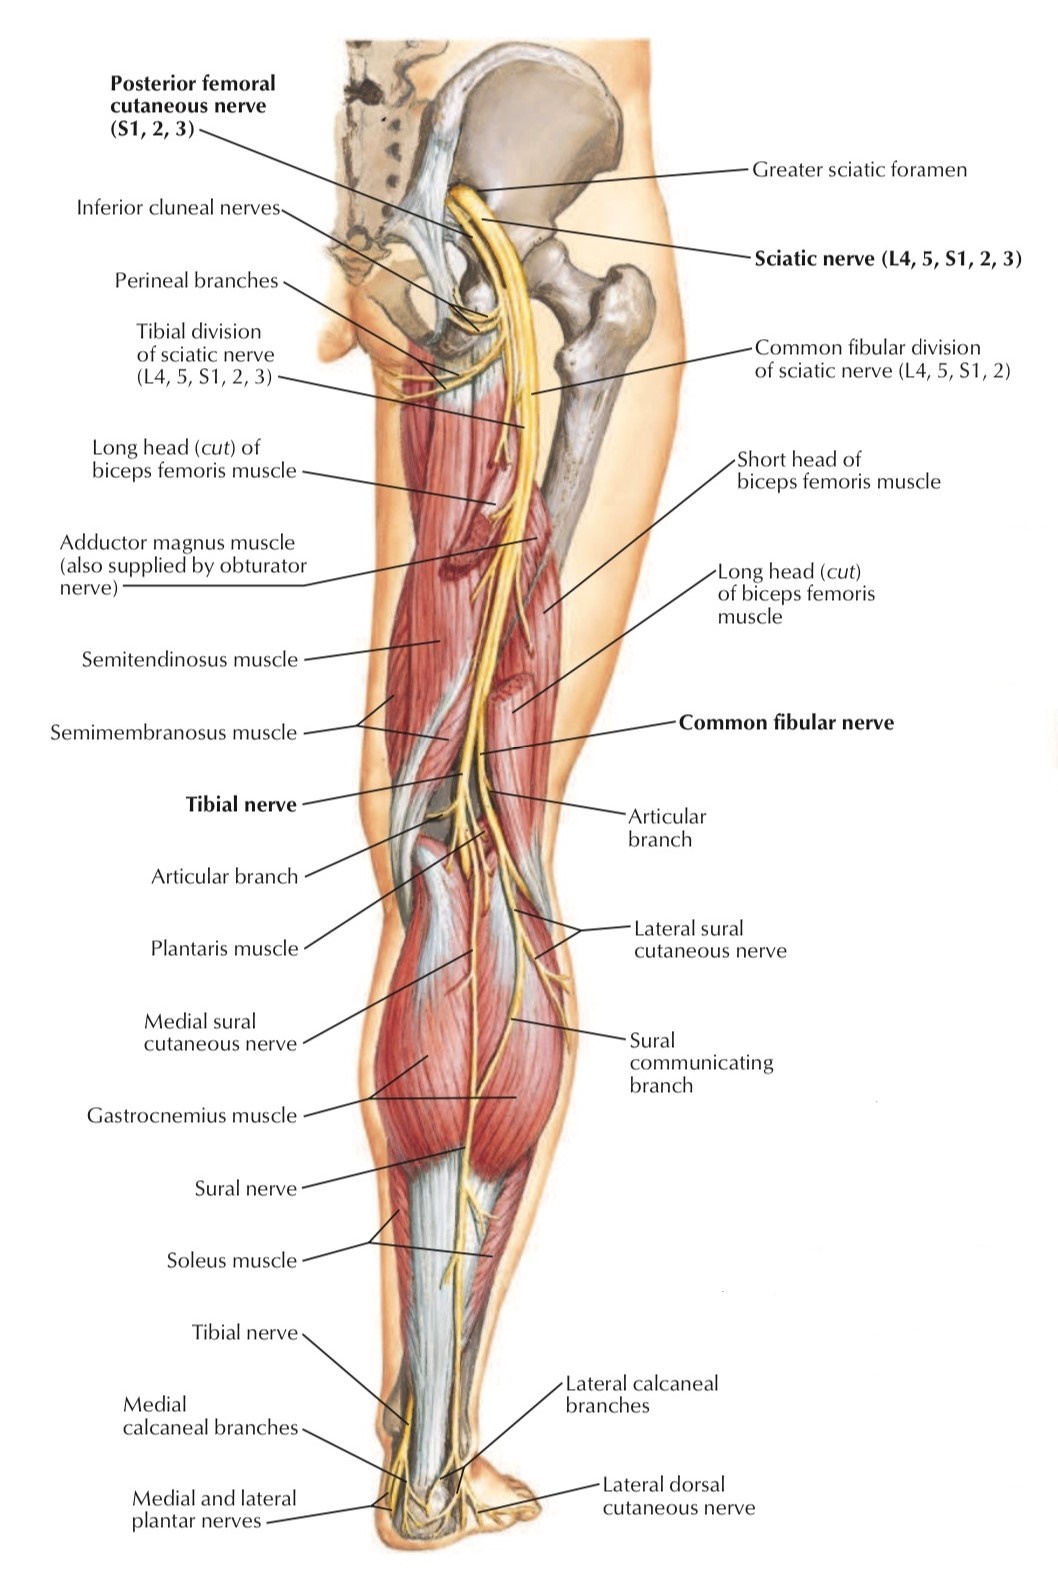 Posterior femoral
cutaneous nerve
(S1, 2, 3)
Inferior cluneal nerves
Perineal branches
Tibial division
of sciatic nerve
(L4, 5, S1, 2, 3)
Long head (cut) of
biceps femoris muscle
Adductor magnus muscle
(also supplied by obturator
nerve)
Semitendinosus muscle
Semimembranosus muscle
Tibial nerve
Articular branch
Plantaris muscle
Medial sural
cutaneous nerve
Gastrocnemius muscle
Sural nerve
Soleus muscle
Tibial nerve
Medial
calcaneal branches
Medial and lateral
plantar nerves
Greater sciatic foramen
Sciatic nerve (L4, 5, S1, 2, 3)
Common fibular division
of sciatic nerve (L4, 5, S1, 2)
Short head of
biceps femoris muscle
Long head (cut)
of biceps femoris
muscle
Common fibular nerve
Articular
branch
Lateral sural
cutaneous nerve
Sural
communicating
branch
Lateral calcaneal
branches
Lateral dorsal
cutaneous nerve